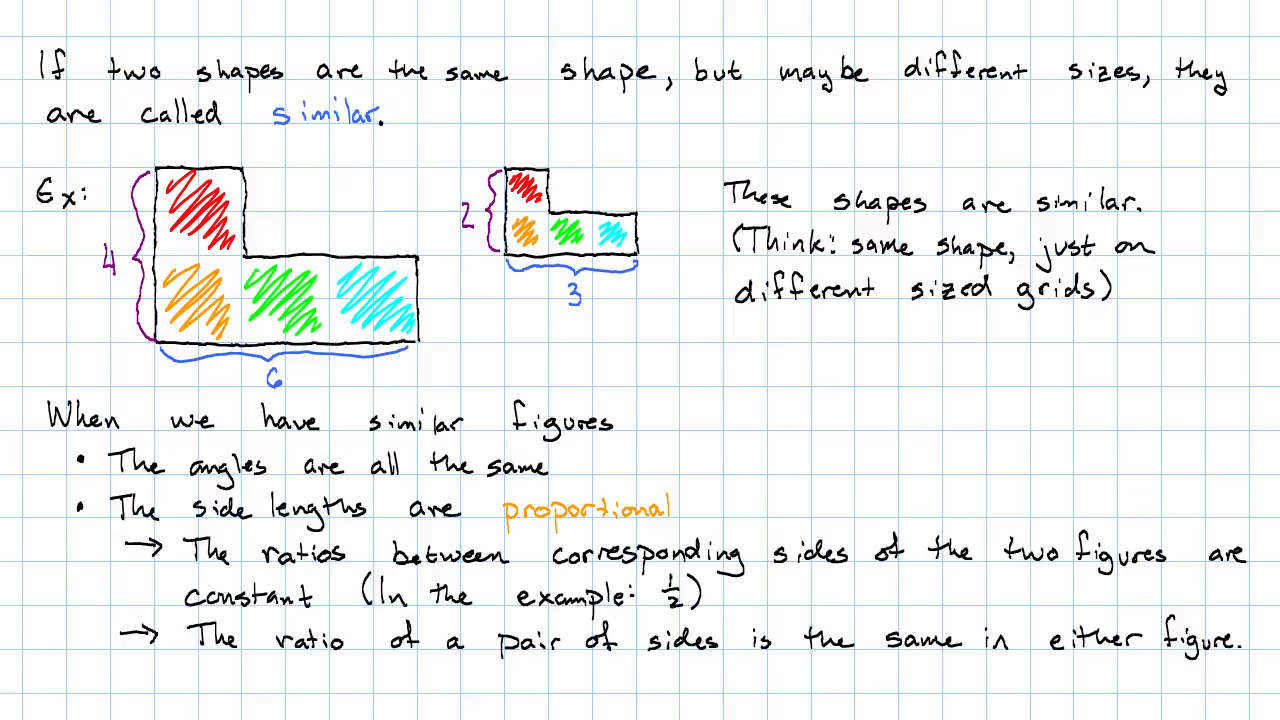 If two shapes are the same shape, but maybe different sizes, they
are called similar.
Ex:
4
6
2
3
These shapes are similar.
(Think: same shape, just on
different sized grids)
When we have similar figures
• The angles are all the same
• The side lengths are proportional
→ The ratios between corresponding sides of the two figures are
constant (In the example: 1/2)
→ The ratio of a pair of sides is the same in either figure.